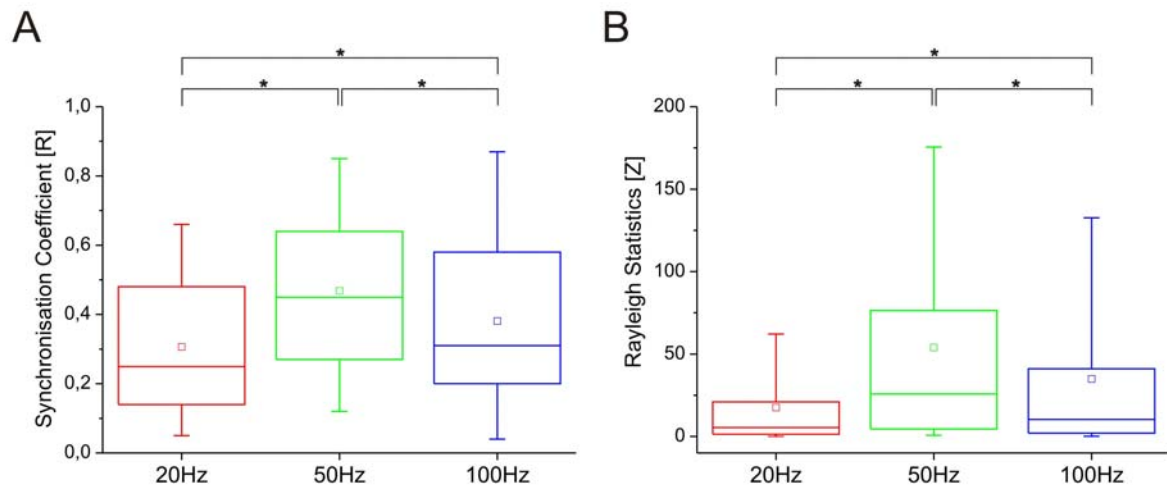 A
B
*
*
*
*
*
*
Synchronisation Coefficient [R]
1,0
0,8
0,6
0,4
0,2
0,0
20Hz
50Hz
100Hz
Rayleigh Statistics [Z]
200
150
100
50
0
20Hz
50Hz
100Hz